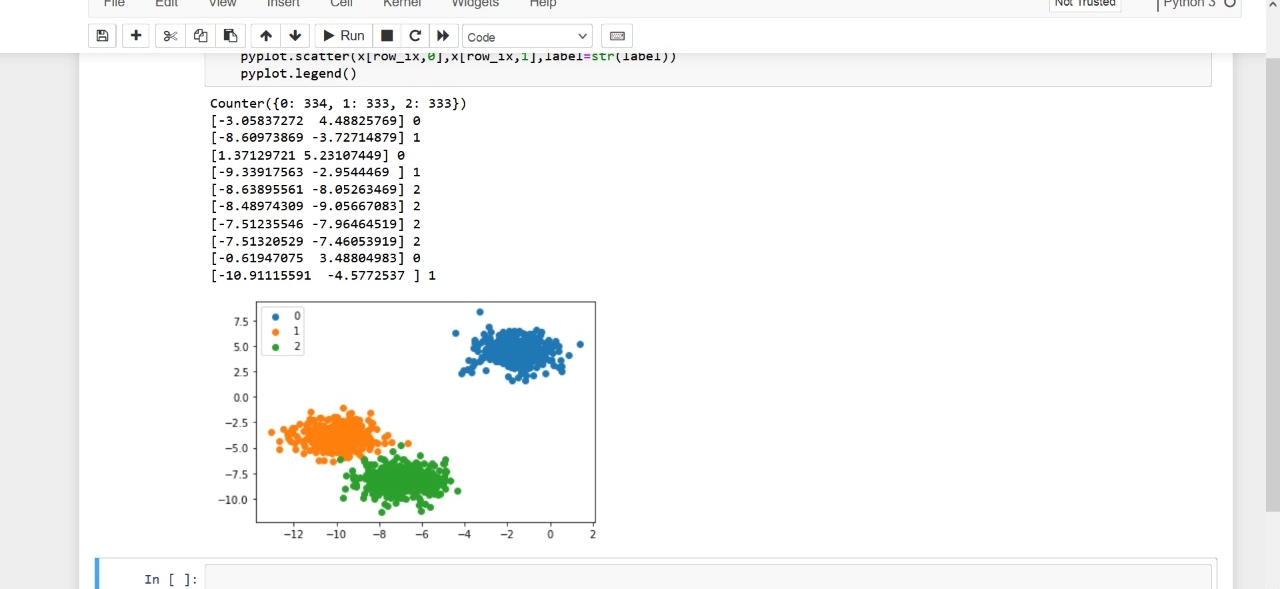 File Edit View Insert Cell Kernel Widgets Help Not Trusted Python 3
Run Code
pyplot.scatter(x[row_ix,0],x[row_ix,1],label=str(label))
pyplot.legend()
Counter({0: 334, 1: 333, 2: 333})
[-3.05837272  4.48825769] 0
[-8.60973869 -3.72714879] 1
[1.37129721 5.23107449] 0
[-9.33917563 -2.9544469 ] 1
[-8.63895561 -8.05263469] 2
[-8.48974309 -9.05667083] 2
[-7.51235546 -7.96464519] 2
[-7.51320529 -7.46053919] 2
[-0.61947075  3.48804983] 0
[-10.91115591  -4.5772537 ] 1
0
1
2
7.5
5.0
2.5
0.0
−2.5
−5.0
−7.5
−10.0
−12 −10 −8 −6 −4 −2 0 2
In [ ]: